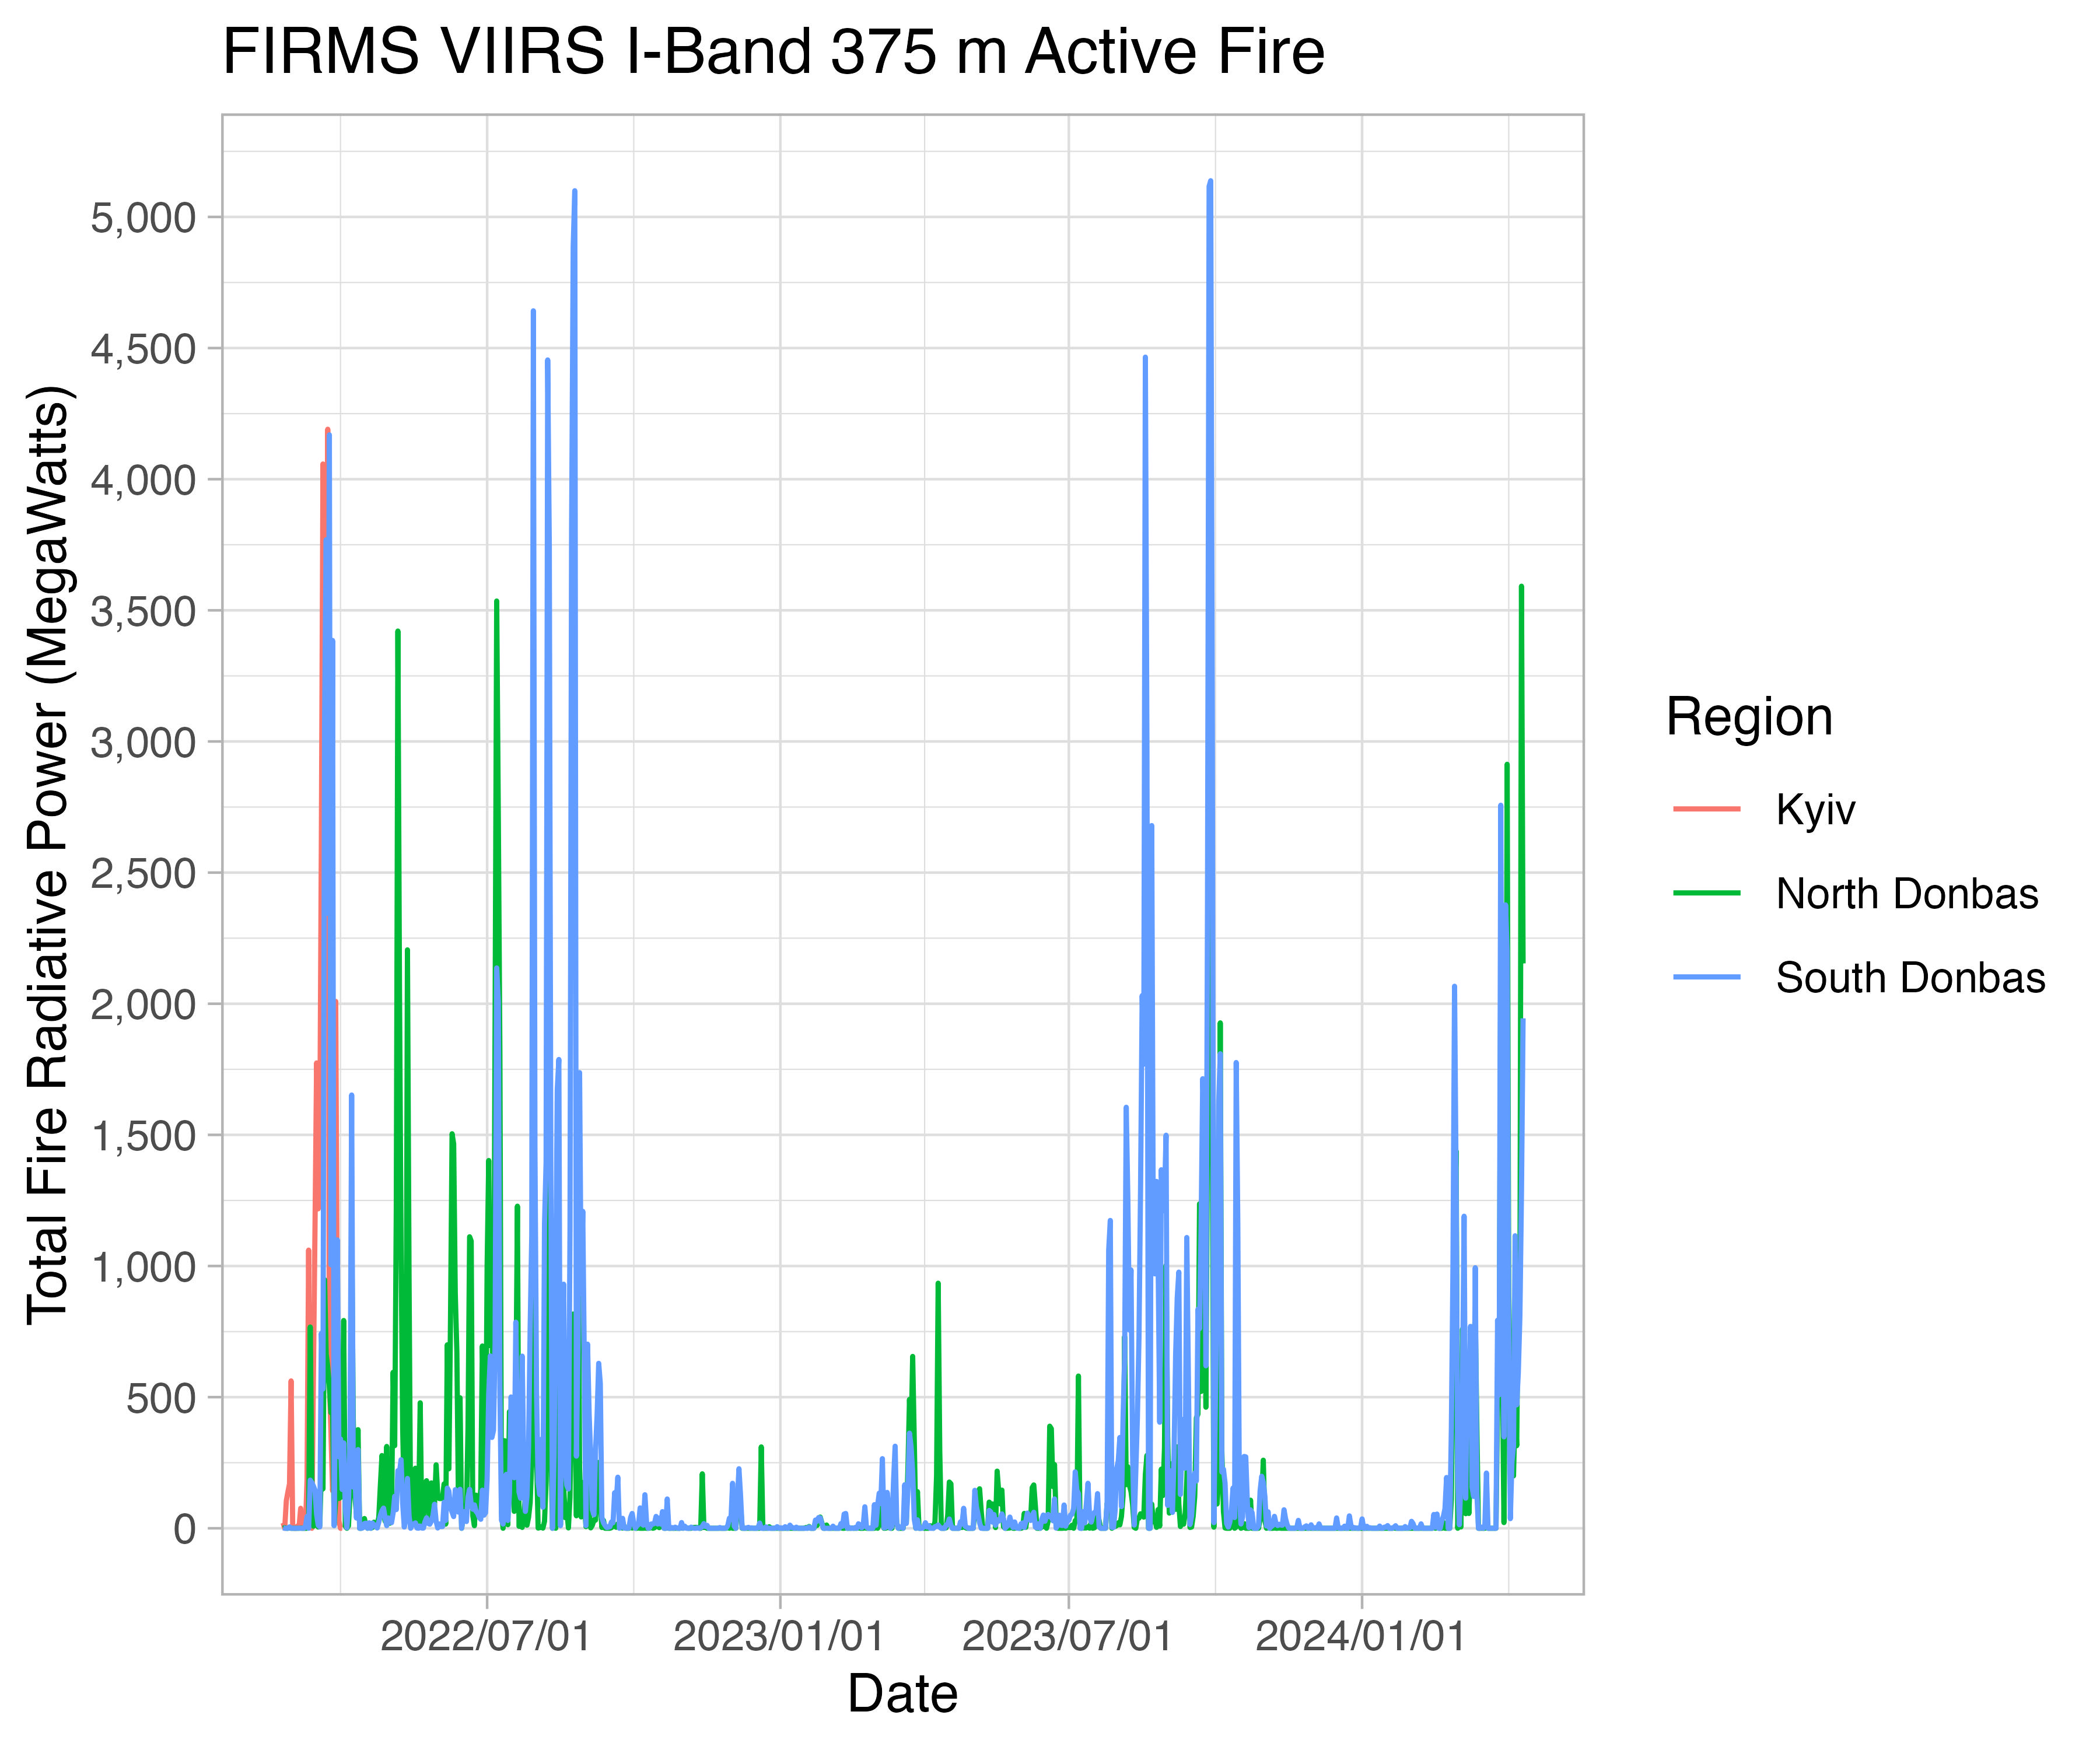 FIRMS VIIRS I-Band 375 m Active Fire
Total Fire Radiative Power (MegaWatts)
5,000
4,500
4,000
3,500
3,000
2,500
2,000
1,500
1,000
500
0
2022/07/01 2023/01/01 2023/07/01 2024/01/01
Date
Region
Kyiv
North Donbas
South Donbas